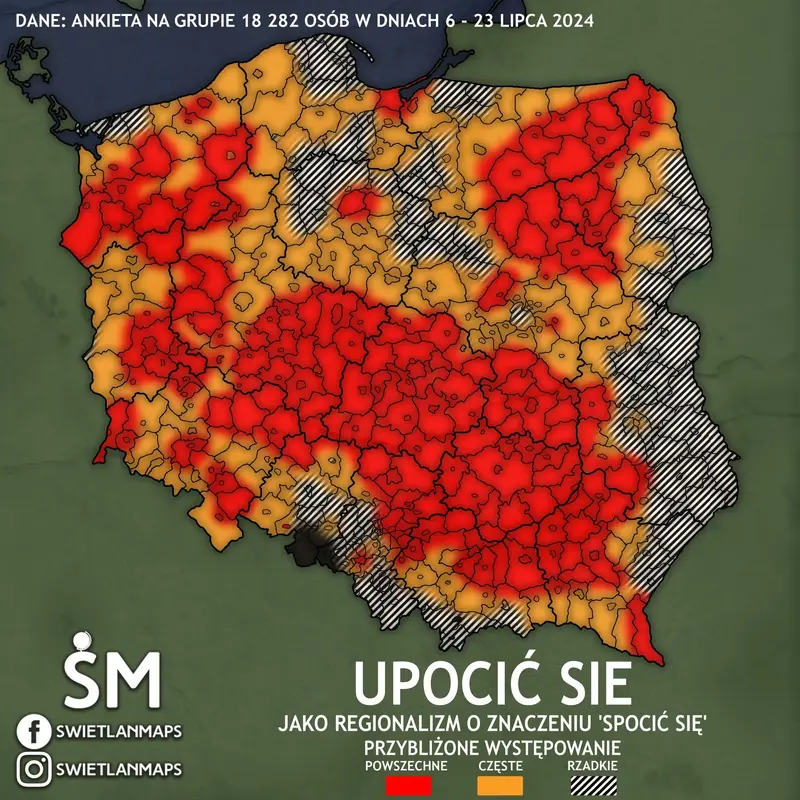 DANE: ANKIETA NA GRUPIE 18 282 OSÓB W DNIACH 6 - 23 LIPCA 2024
ŚM
SWIETLANMAPS
SWIETLANMAPS
UPOCIĆ SIE
JAKO REGIONALIZM O ZNACZENIU 'SPOCIĆ SIĘ'
PRZYBLIŻONE WYSTĘPOWANIE
POWSZECHNE CZĘSTE RZADKIE